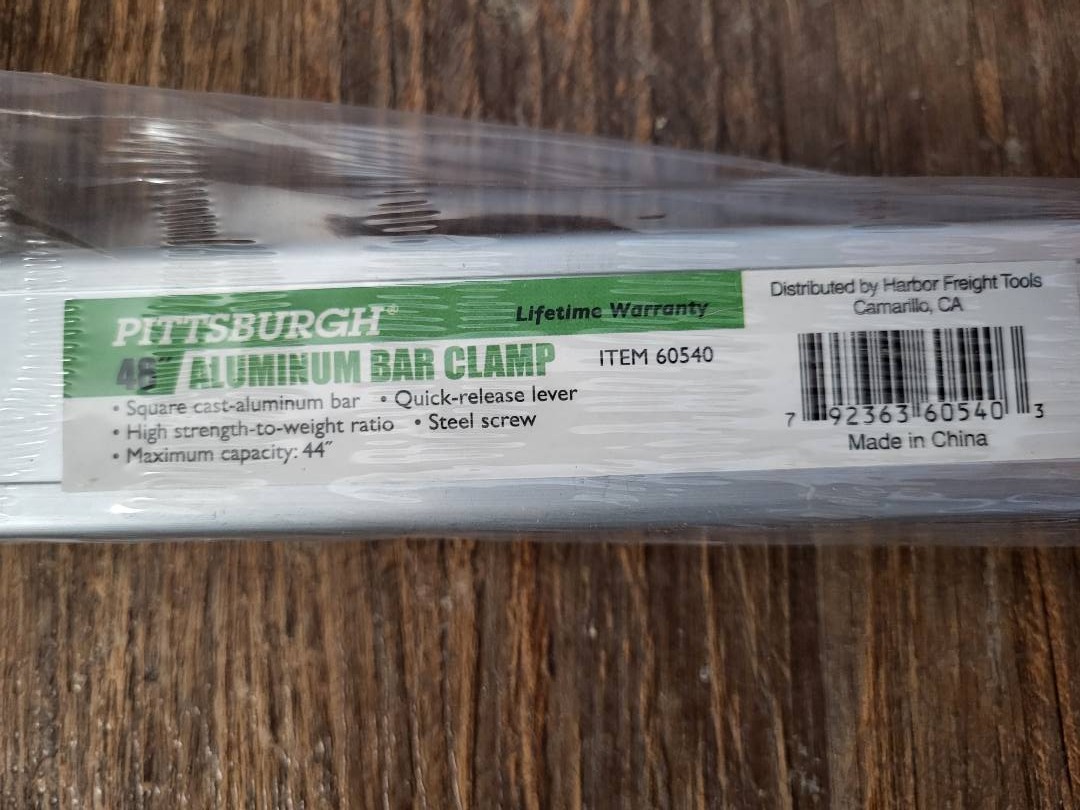 PITTSBURGH®
Lifetime Warranty
ALUMINUM BAR CLAMP
ITEM 60540
• Square cast-aluminum bar • Quick-release lever
• High strength-to-weight ratio • Steel screw
• Maximum capacity: 44"
Distributed by Harbor Freight Tools
Camarillo, CA
7 92363 60540 3
Made in China